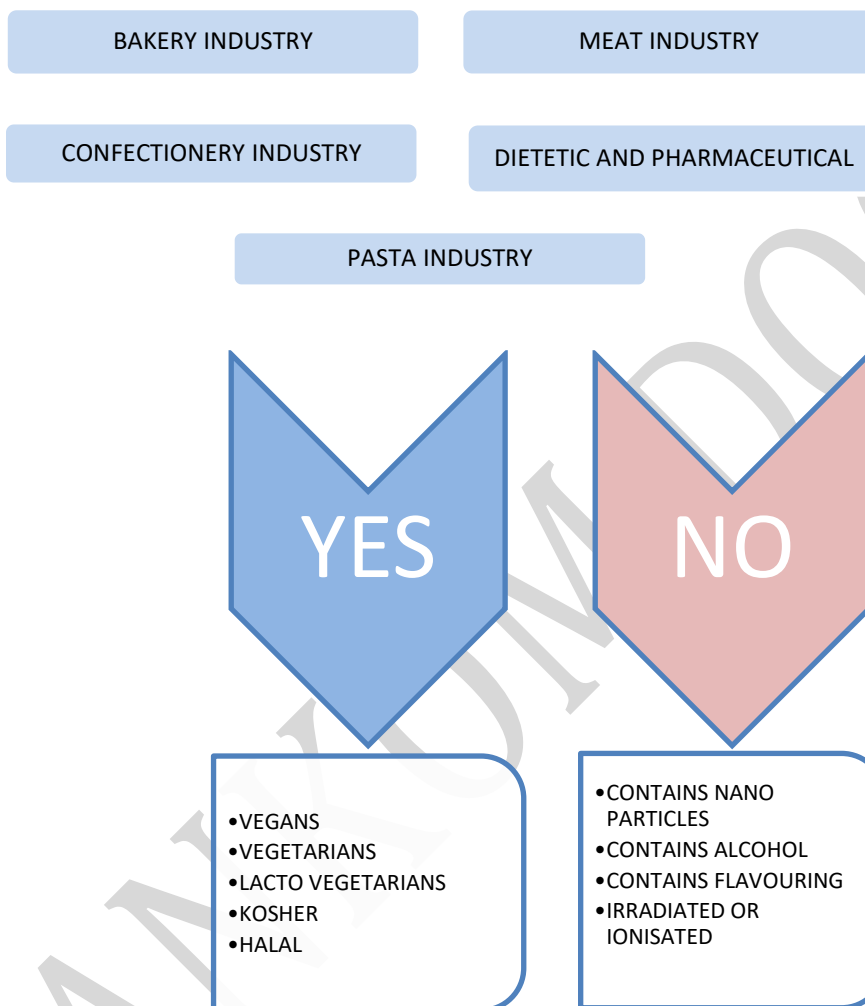 BAKERY INDUSTRY
MEAT INDUSTRY
CONFECTIONERY INDUSTRY
DIETETIC AND PHARMACEUTICAL
PASTA INDUSTRY
YES
NO
•VEGANS
•VEGETARIANS
•LACTO VEGETARIANS
•KOSHER
•HALAL
•CONTAINS NANO
PARTICLES
•CONTAINS ALCOHOL
•CONTAINS FLAVOURING
•IRRADIATED OR
IONISATED